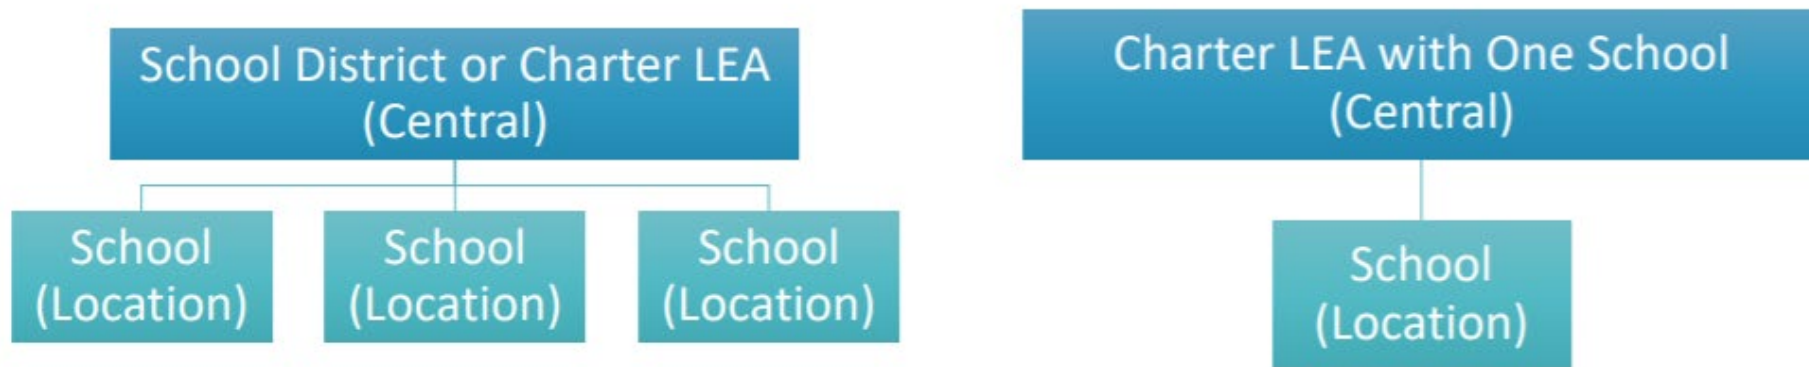 School District or Charter LEA
(Central)
School
(Location)
School
(Location)
School
(Location)
Charter LEA with One School
(Central)
School
(Location)